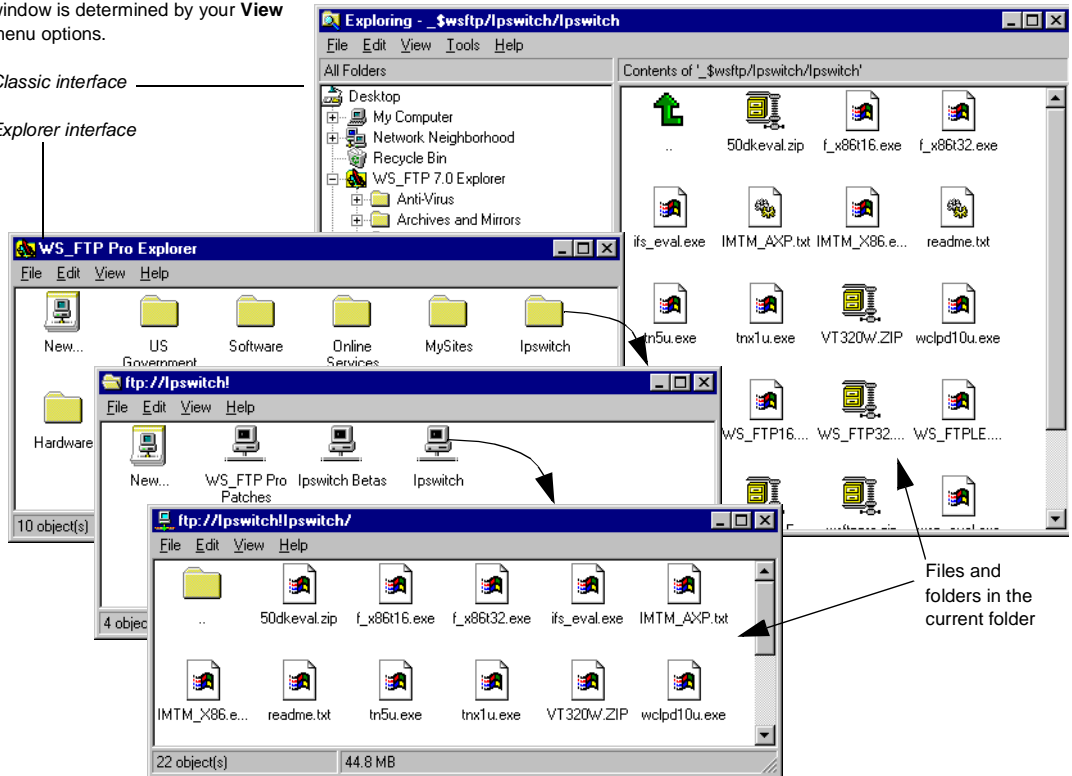 window is determined by your View
menu options.
Classic interface
Explorer interface
Exploring - _$wsftp/Ipswitch/Ipswitch
File Edit View Tools Help
All Folders
Contents of '_$wsftp/Ipswitch/Ipswitch'
Desktop
My Computer
Network Neighborhood
Recycle Bin
WS_FTP 7.0 Explorer
Anti-Virus
Archives and Mirrors
.. 50dkeval.zip f_x86t16.exe f_x86t32.exe
ifs_eval.exe IMTM_AXP.txt IMTM_X86.e... readme.txt
tn5u.exe tnx1u.exe VT320W.ZIP wclpd10u.exe
WS_FTP16.... WS_FTP32.... WS_FTPLE....
WS_FTP Pro Explorer
File Edit View Help
New... US Government Software Online Services MySites Ipswitch
Hardware
10 object(s)
ftp://Ipswitch!
File Edit View Help
New... WS_FTP Pro Patches Ipswitch Betas Ipswitch
4 objec
ftp://Ipswitch!Ipswitch/
File Edit View Help
.. 50dkeval.zip f_x86t16.exe f_x86t32.exe ifs_eval.exe IMTM_AXP.txt
IMTM_X86.e... readme.txt tn5u.exe tnx1u.exe VT320W.ZIP wclpd10u.exe
22 object(s) 44.8 MB
Files and
folders in the
current folder